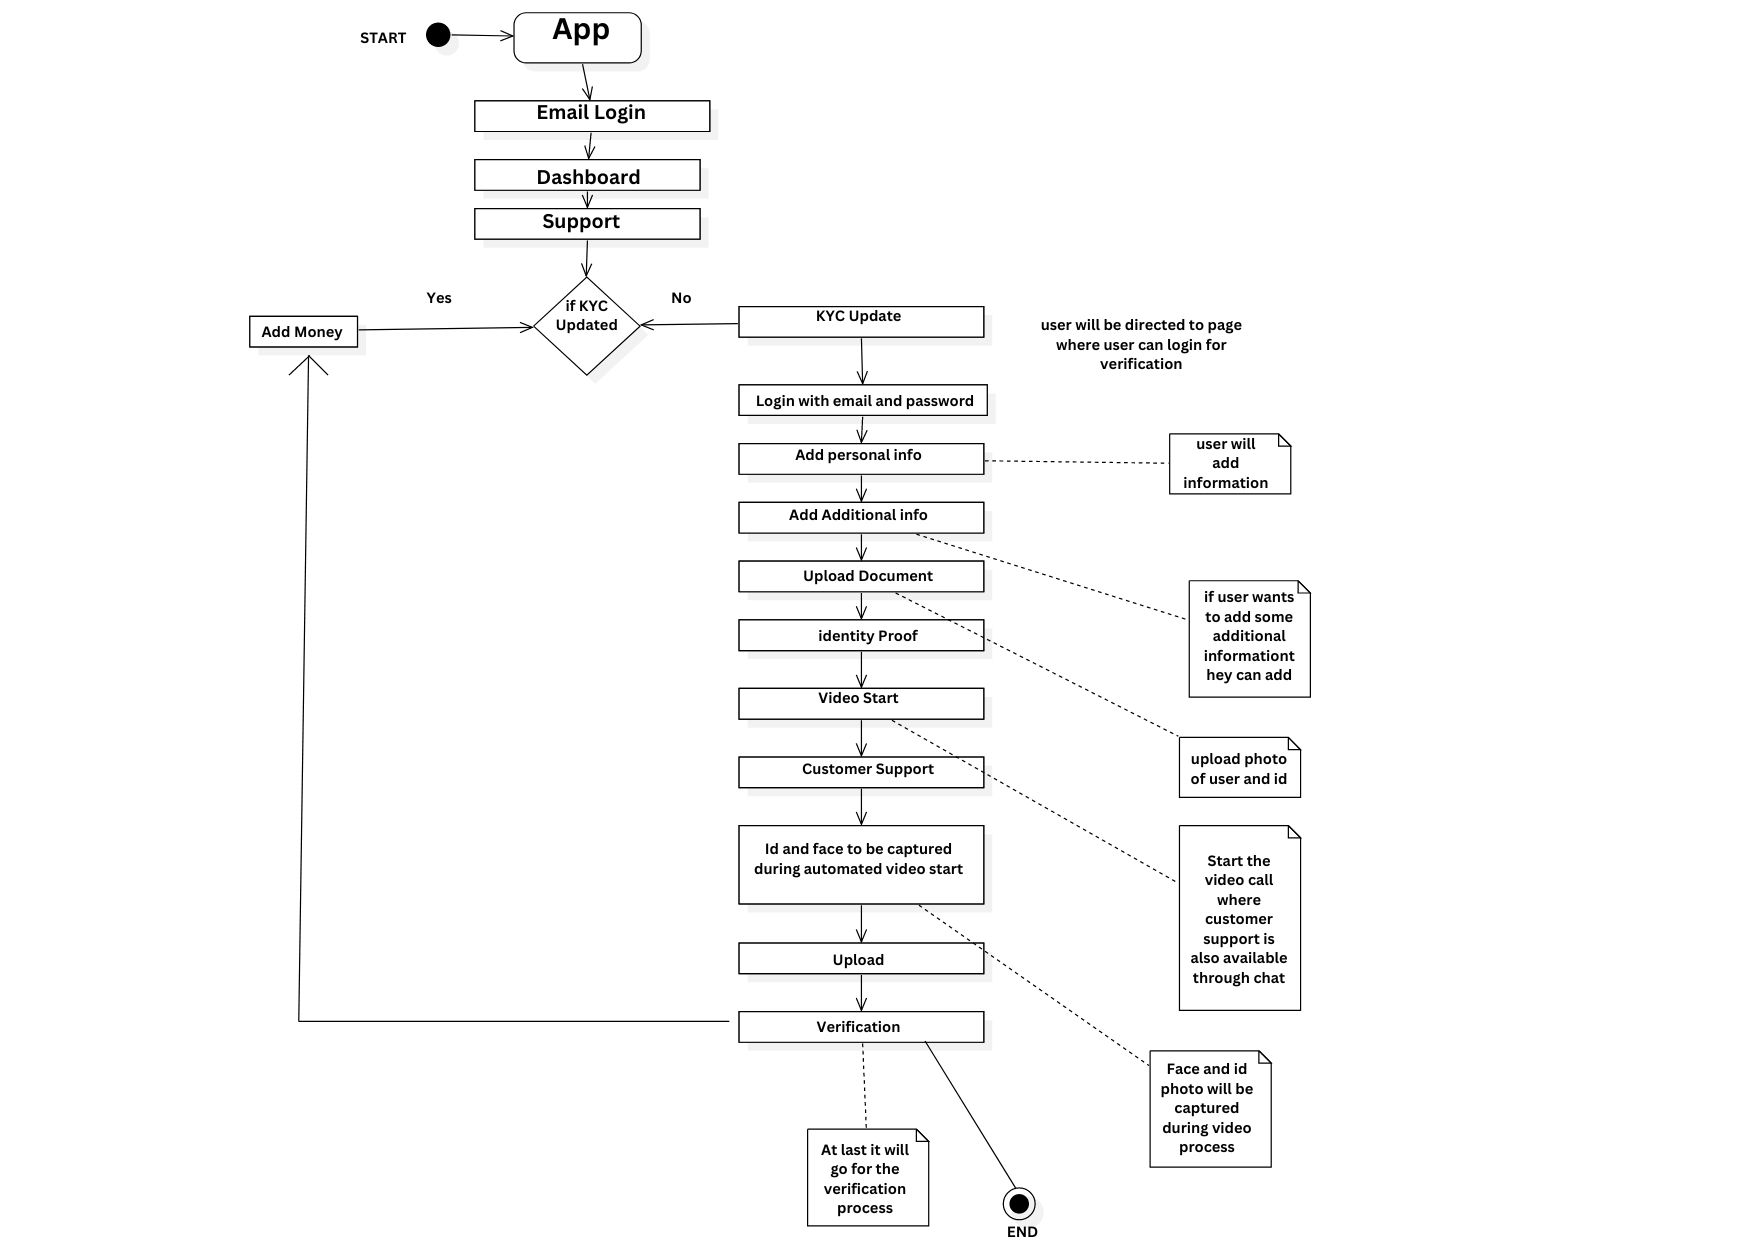 START
App
Email Login
Dashboard
Support
Yes
if KYC
Updated
No
Add Money
KYC Update
user will be directed to page
where user can login for
verification
Login with email and password
Add personal info
user will
add
information
Add Additional info
Upload Document
if user wants
to add some
additional
informationt
hey can add
identity Proof
Video Start
upload photo
of user and id
Customer Support
Id and face to be captured
during automated video start
Start the
video call
where
customer
support is
also available
through chat
Upload
Verification
Face and id
photo will be
captured
during video
process
At last it will
go for the
verification
process
END